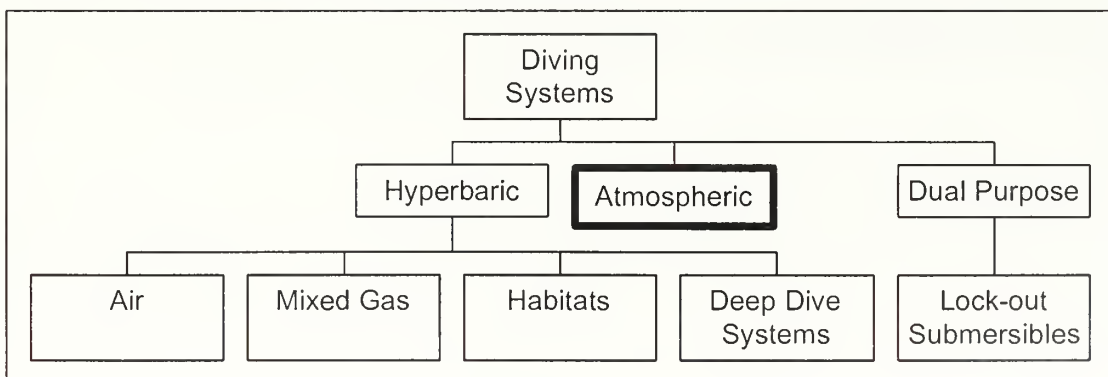 Diving
Systems
Hyperbaric
Atmospheric
Dual Purpose
Air
Mixed Gas
Habitats
Deep Dive
Systems
Lock-out
Submersibles